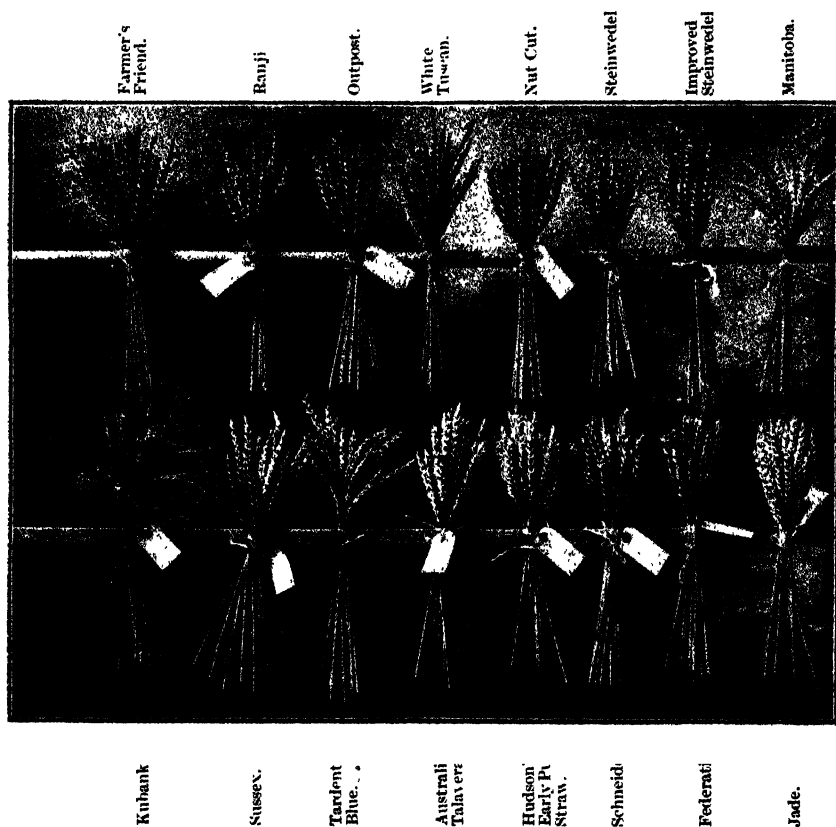 Farmer's
Friend.
Ranji
Outpost.
White
Tuscan.
Nut Cut.
Steinwedel
Improved
Steinwedel
Manitoba.
Kubank
Sussex.
Tardent
Blue.
Australi
Talavera
Hudson'
Early Pu
Straw.
Schneid
Federati
Jade.